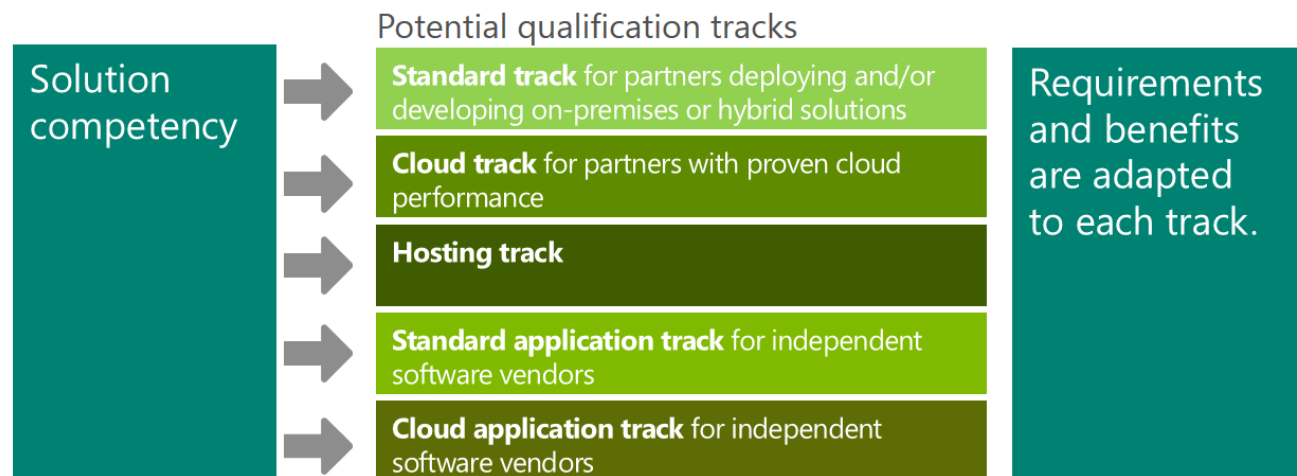 Potential qualification tracks
Solution
competency
Standard track for partners deploying and/or
developing on-premises or hybrid solutions
Cloud track for partners with proven cloud
performance
Hosting track
Standard application track for independent
software vendors
Cloud application track for independent
software vendors
Requirements
and benefits
are adapted
to each track.